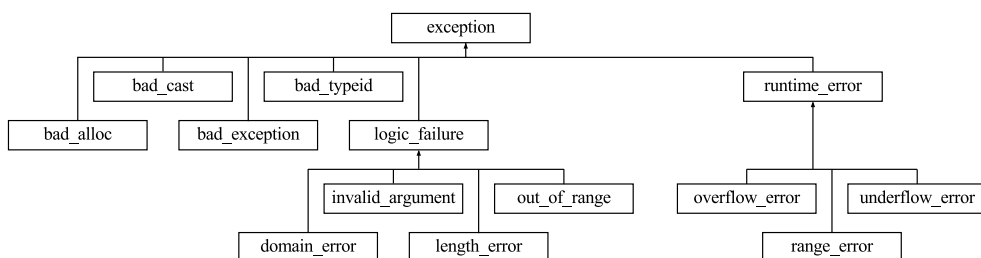 exception
bad_cast
bad_typeid
runtime_error
bad_alloc
bad_exception
logic_failure
invalid_argument
out_of_range
overflow_error
underflow_error
domain_error
length_error
range_error